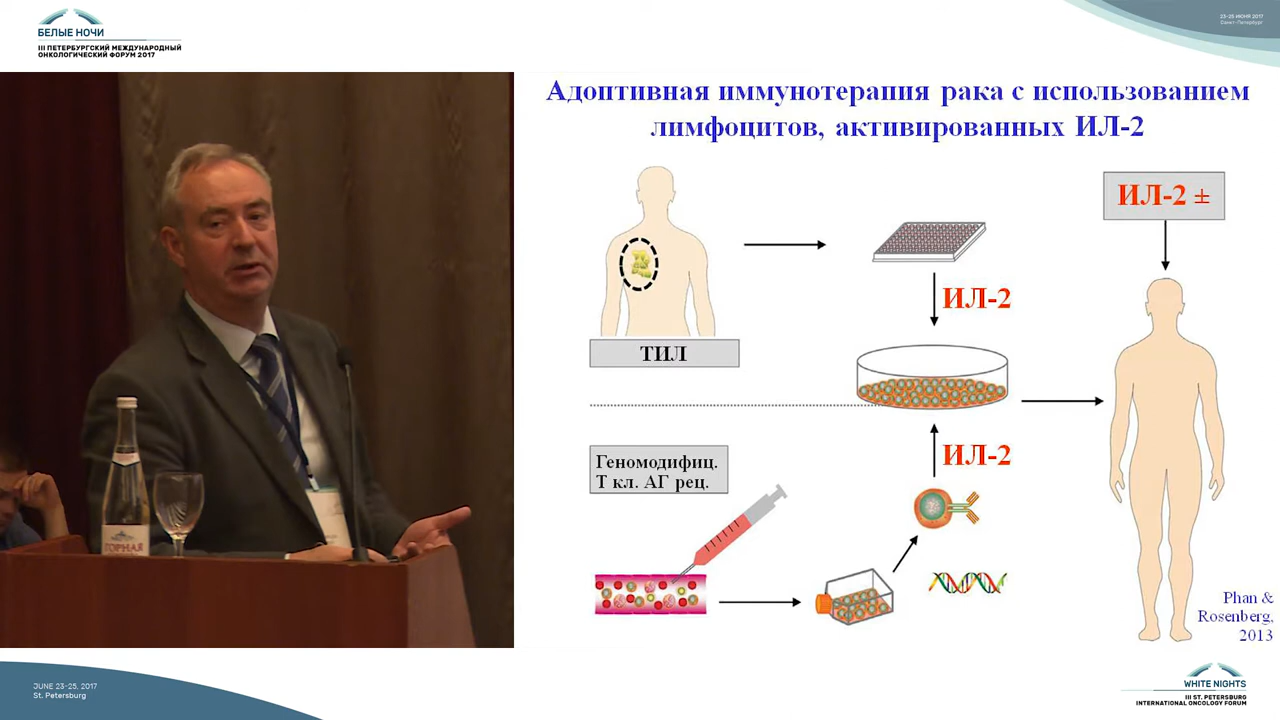 БЕЛЫЕ НОЧИ
III ПЕТЕРБУРГСКИЙ МЕЖДУНАРОДНЫЙ
ОНКОЛОГИЧЕСКИЙ ФОРУМ 2017
23-25 ИЮНЯ 2017
Санкт-Петербург
Адоптивная иммунотерапия рака с использованием
лимфоцитов, активированных ИЛ-2
ИЛ-2 ±
ИЛ-2
ТИЛ
ИЛ-2
Геномодифиц.
Т кл. АГ рец.
Phan &
Rosenberg,
2013
ГОРНАЯ
JUNE 23-25, 2017
St. Petersburg
WHITE NIGHTS
III ST. PETERSBURG
INTERNATIONAL ONCOLOGY FORUM